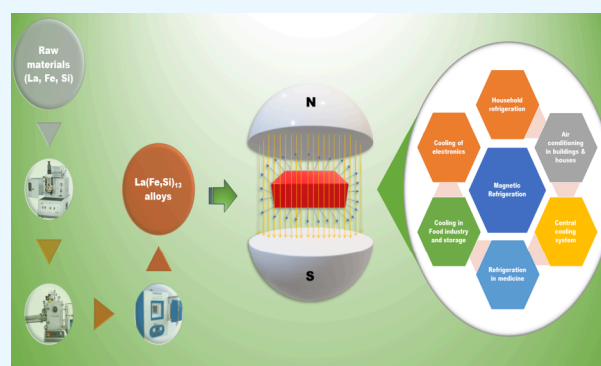 Raw
materials
(La, Fe, Si)
La(Fe,Si)₁₃
alloys
N
S
Household
refrigeration
Cooling of
electronics
Air
conditioning
in buildings &
houses
Magnetic
Refrigeration
Cooling in
Food industry
and storage
Central
cooling
system
Refrigeration
in medicine